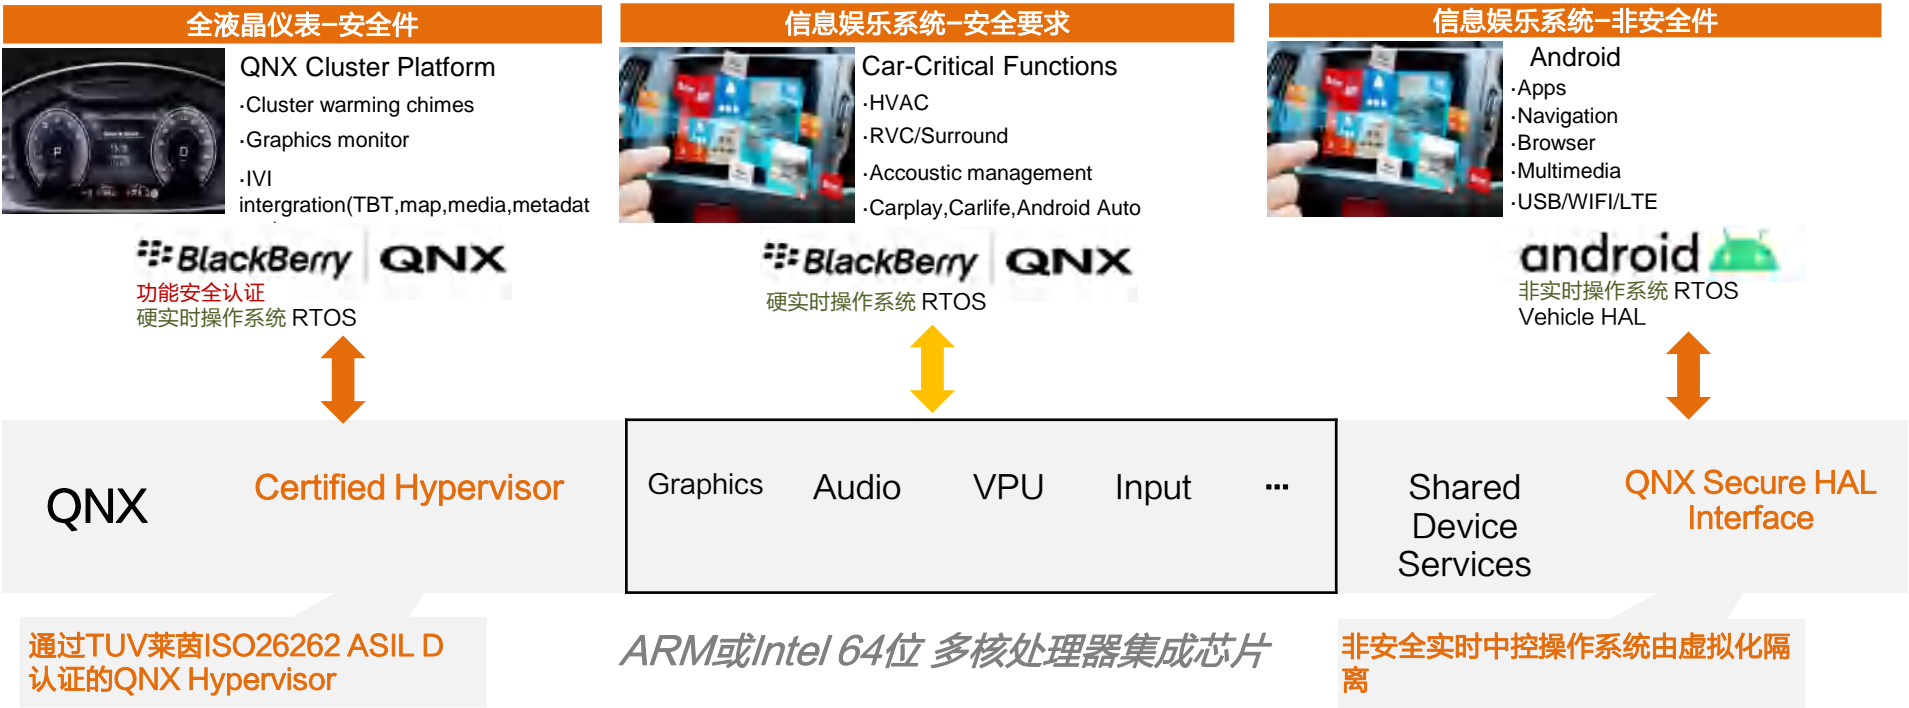 全液晶仪表-安全件
QNX Cluster Platform
·Cluster warming chimes
·Graphics monitor
·IVI
intergration(TBT,map,media,metadat
BlackBerry QNX
功能安全认证
硬实时操作系统 RTOS
信息娱乐系统-安全要求
Car-Critical Functions
·HVAC
·RVC/Surround
·Accoustic management
·Carplay,Carlife,Android Auto
BlackBerry QNX
硬实时操作系统 RTOS
信息娱乐系统-非安全件
Android
·Apps
·Navigation
·Browser
·Multimedia
·USB/WIFI/LTE
android
非实时操作系统 RTOS
Vehicle HAL
QNX
Certified Hypervisor
Graphics
Audio
VPU
Input
...
Shared
Device
Services
QNX Secure HAL
Interface
通过TUV莱茵ISO26262 ASIL D
认证的QNX Hypervisor
ARM或Intel 64位 多核处理器集成芯片
非安全实时中控操作系统由虚拟化隔
离